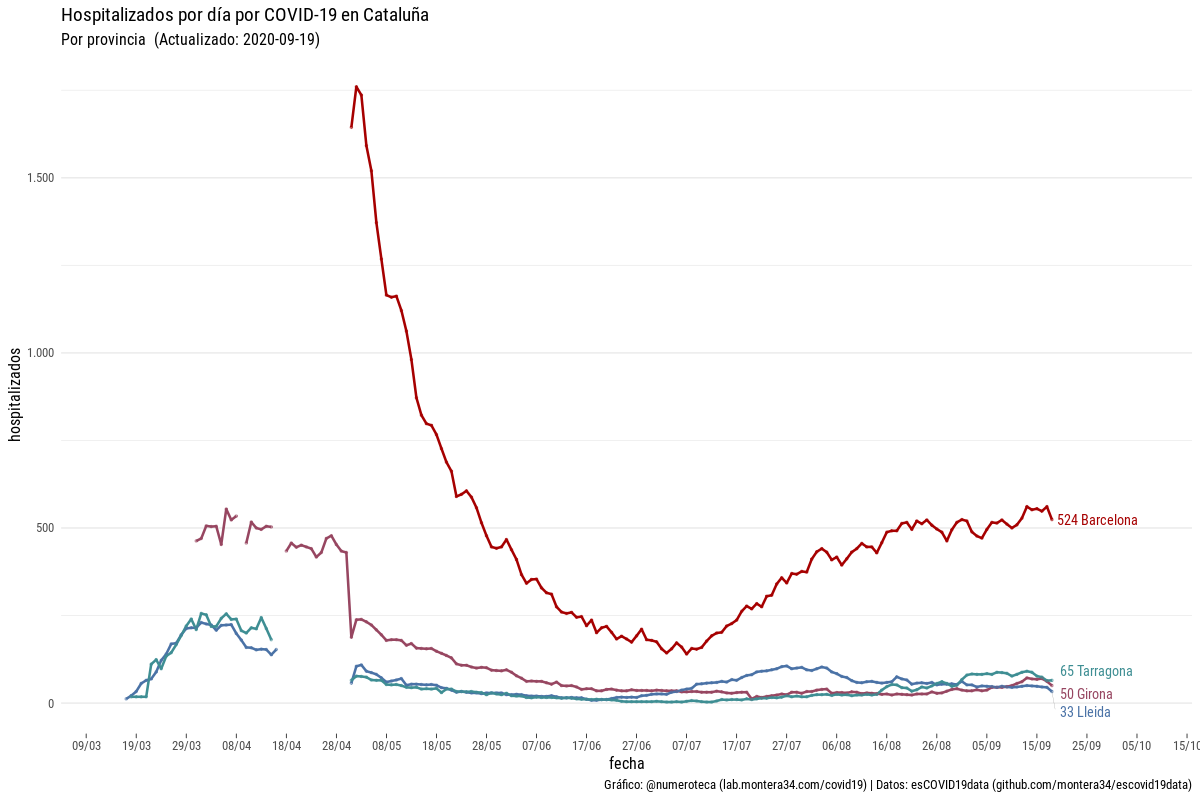 Hospitalizados por día por COVID-19 en Cataluña
Por provincia  (Actualizado: 2020-09-19)
hospitalizados
1.500
1.000
500
0
524 Barcelona
65 Tarragona
50 Girona
33 Lleida
09/03 19/03 29/03 08/04 18/04 28/04 08/05 18/05 28/05 07/06 17/06 27/06 07/07 17/07 27/07 06/08 16/08 26/08 05/09 15/09 25/09 05/10 15/10
fecha
Gráfico: @numeroteca (lab.montera34.com/covid19) | Datos: esCOVID19data (github.com/montera34/escovid19data)